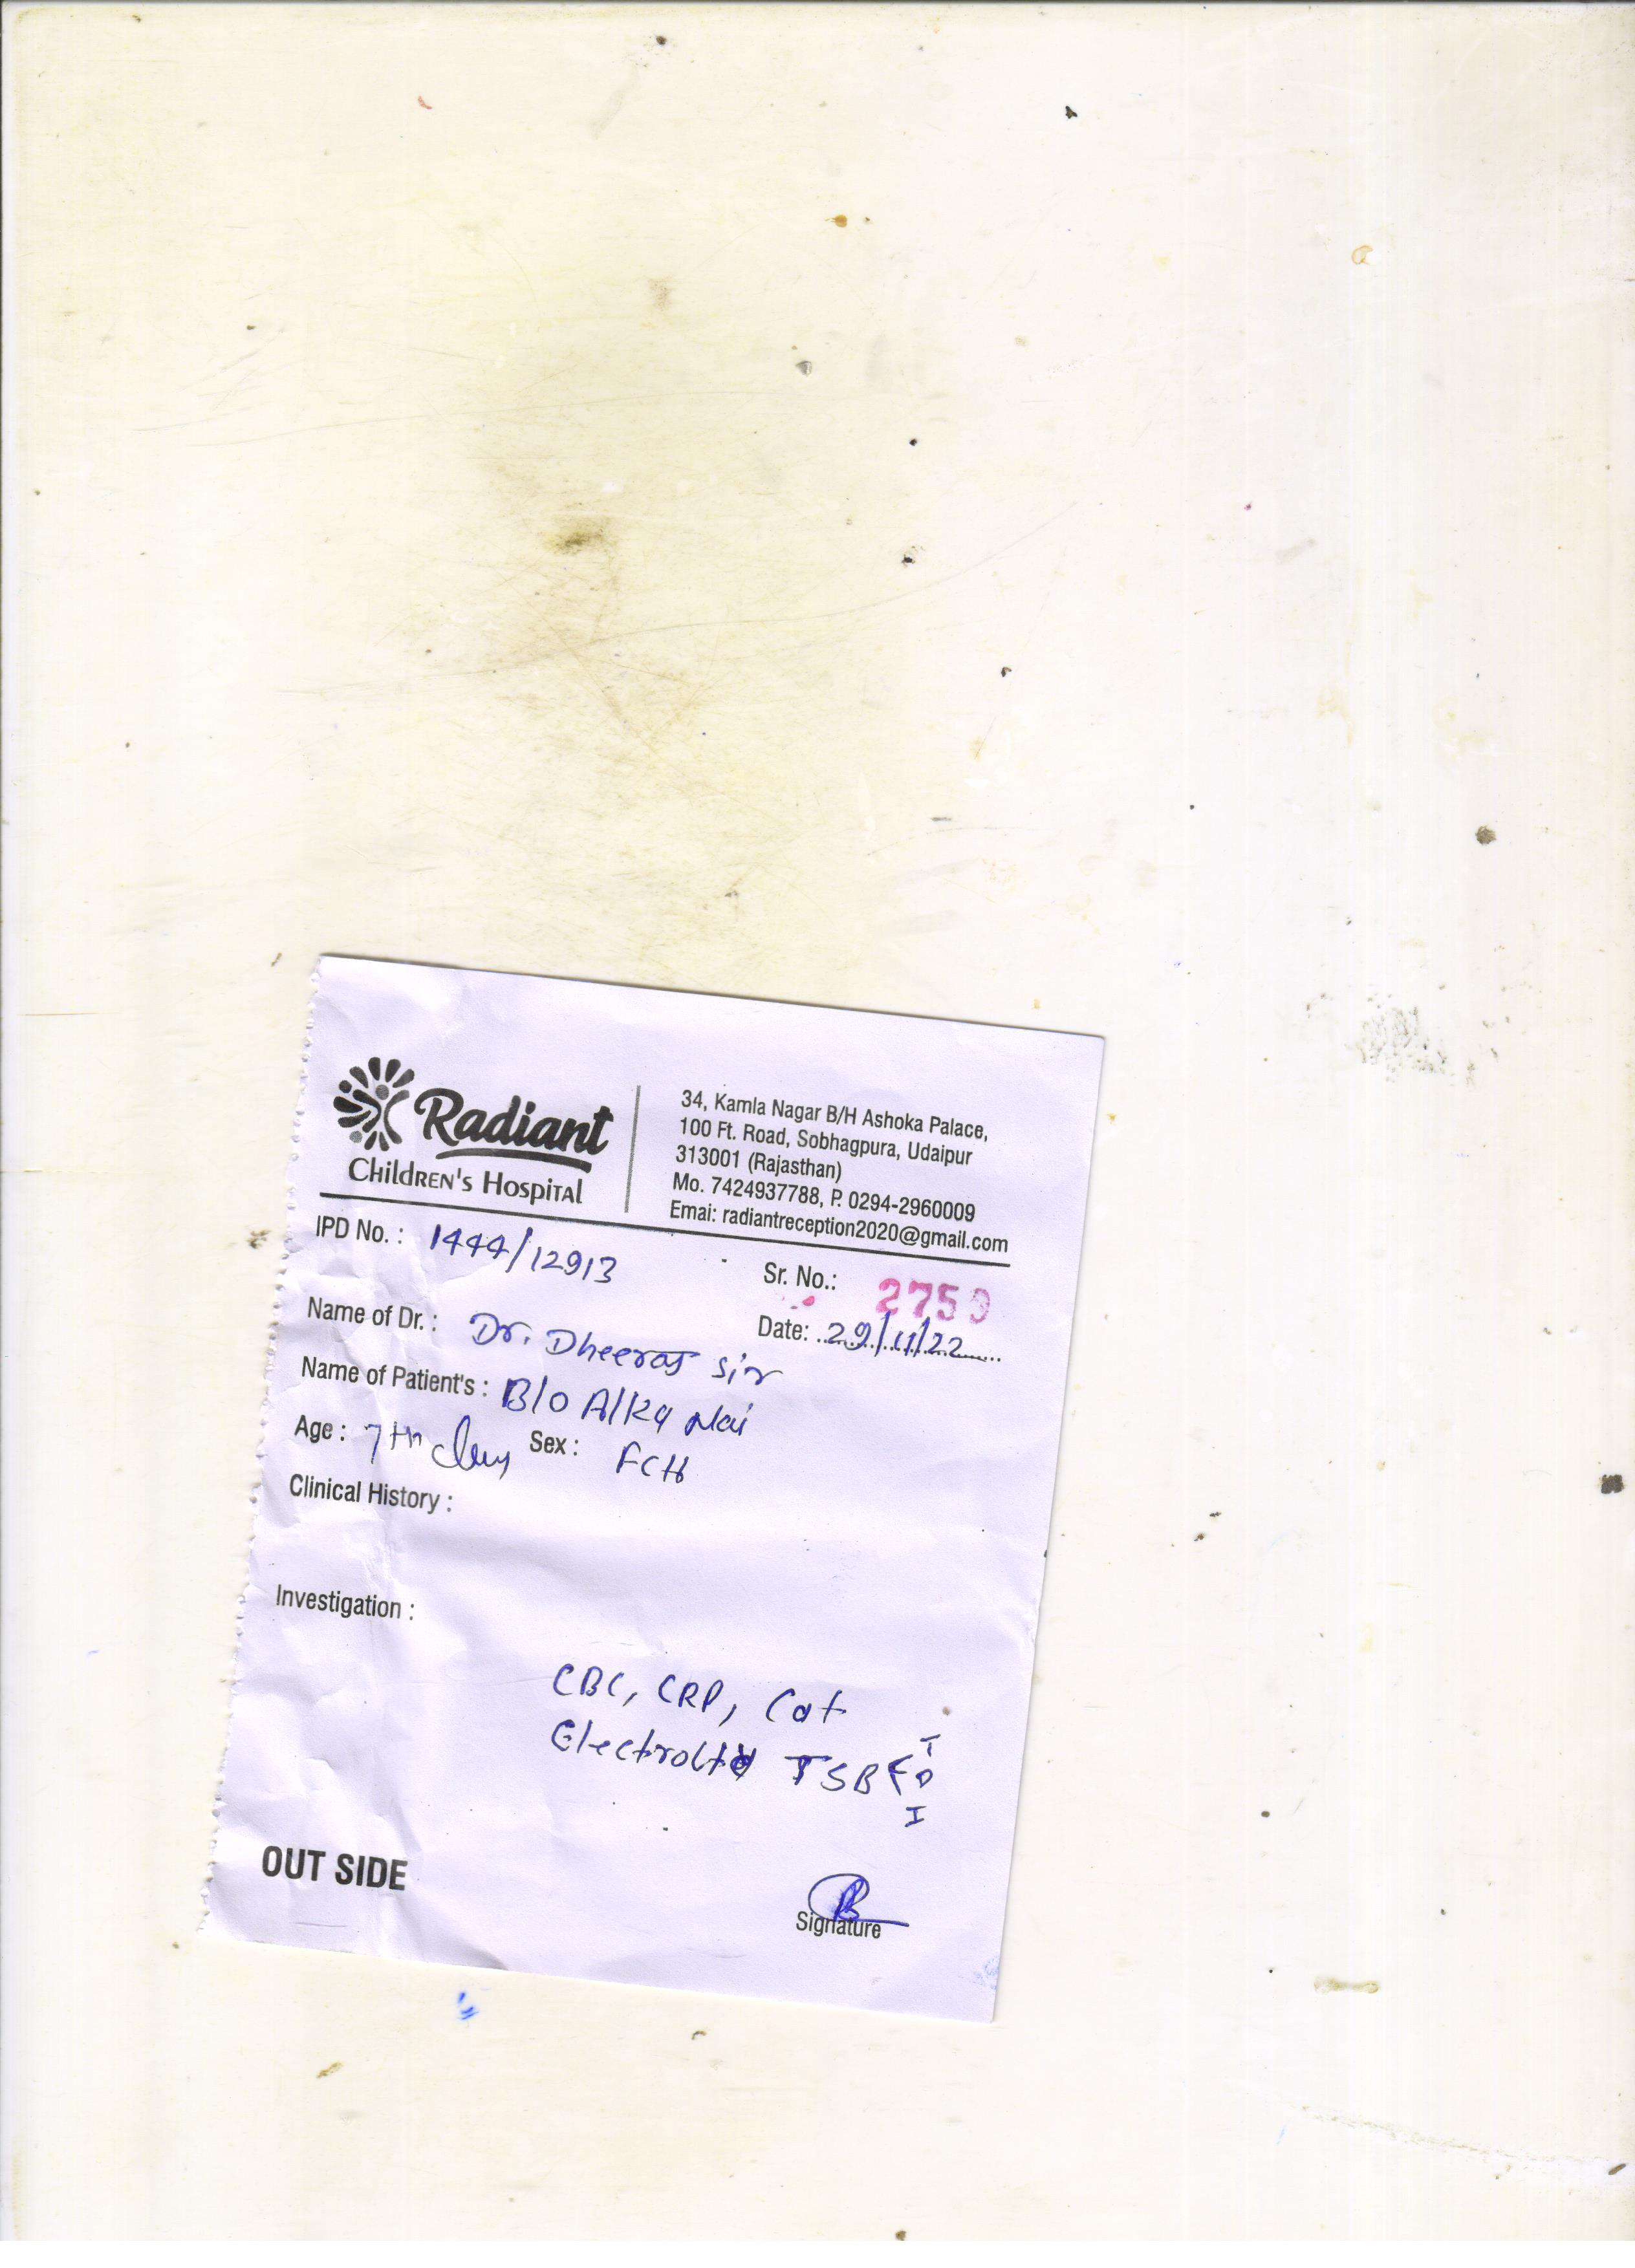 Radiant
Children's Hospital
34, Kamla Nagar B/H Ashoka Palace,
100 Ft. Road, Sobhagpura, Udaipur
313001 (Rajasthan)
Mo. 7424937788, P. 0294-2960009
Emai: radiantreception2020@gmail.com
IPD No. : 1444/12913
Sr. No.: 2759
Name of Dr. : Dr. Dheeraj Sir
Date: 29/11/22
Name of Patient's : B/O Alka Nai
Age : 7th day Sex : FCH
Clinical History :
Investigation :
CBC, CRP, Cat
TSB < T D I
OUT SIDE
Signature